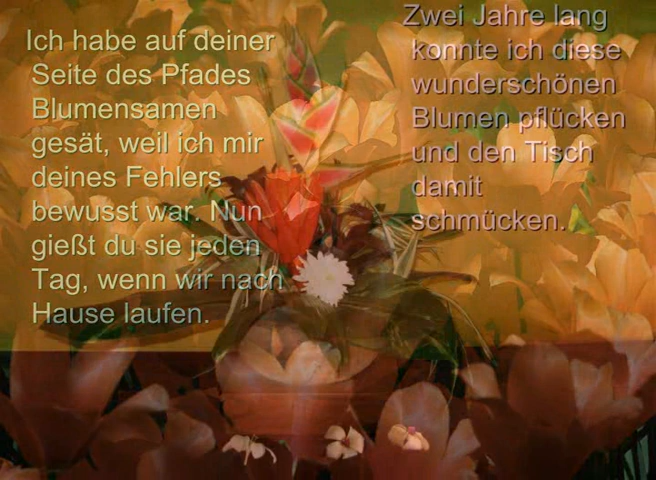 Ich habe auf deiner
Seite des Pfades
Blumensamen
gesät, weil ich mir
deines Fehlers
bewusst war. Nun
gießt du sie jeden
Tag, wenn wir nach
Hause laufen.
Zwei Jahre lang
konnte ich diese
wunderschönen
Blumen pflücken
und den Tisch
damit
schmücken.